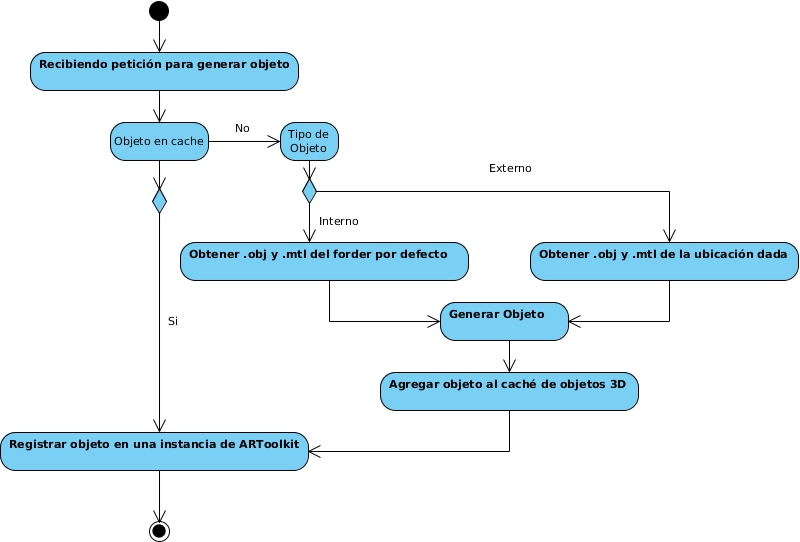 Recibiendo petición para generar objeto
Objeto en cache
No
Tipo de
Objeto
Externo
Interno
Obtener .obj y .mtl del forder por defecto
Obtener .obj y .mtl de la ubicación dada
Generar Objeto
Si
Agregar objeto al caché de objetos 3D
Registrar objeto en una instancia de ARToolkit